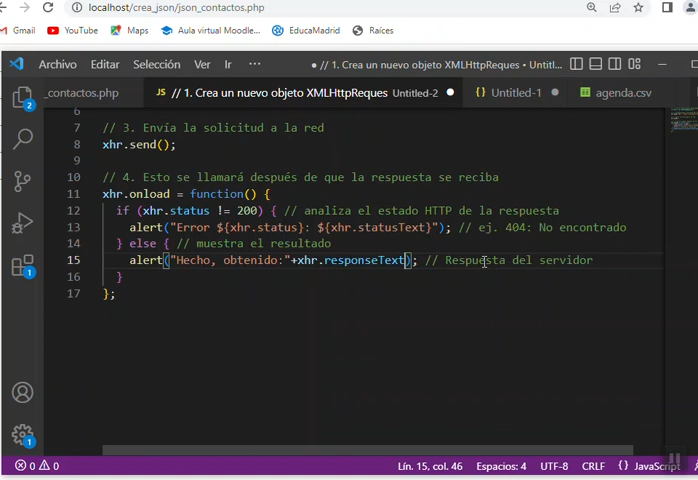 localhost/crea_json/json_contactos.php
Gmail YouTube Maps Aula virtual Moodle... EducaMadrid Raíces
Archivo Editar Selección Ver Ir ··· ● // 1. Crea un nuevo objeto XMLHttpReques • Untitl...
_contactos.php JS // 1. Crea un nuevo objeto XMLHttpReques Untitled-2 ● {} Untitled-1 ● agenda.csv
6
7 // 3. Envía la solicitud a la red
8 xhr.send();
9
10 // 4. Esto se llamará después de que la respuesta se reciba
11 xhr.onload = function() {
12 if (xhr.status != 200) { // analiza el estado HTTP de la respuesta
13 alert("Error ${xhr.status}: ${xhr.statusText}"); // ej. 404: No encontrado
14 } else { // muestra el resultado
15 alert("Hecho, obtenido:"+xhr.responseText); // Respuesta del servidor
16 }
17 };
2
1
1
0 0 Lín. 15, col. 46 Espacios: 4 UTF-8 CRLF {} JavaScript